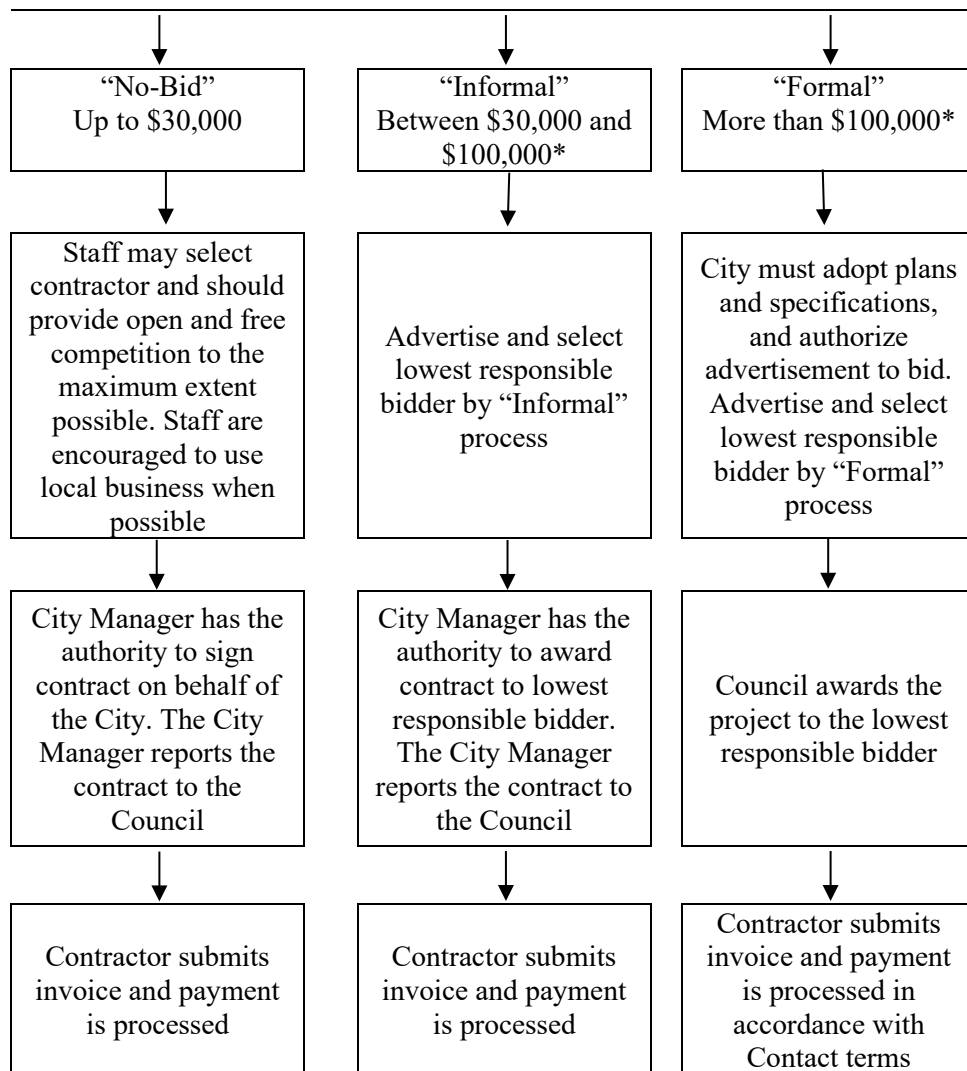 “No-Bid”
Up to $30,000
“Informal”
Between $30,000 and
$100,000*
“Formal”
More than $100,000*
Staff may select
contractor and should
provide open and free
competition to the
maximum extent
possible. Staff are
encouraged to use
local business when
possible
Advertise and select
lowest responsible
bidder by “Informal”
process
City must adopt plans
and specifications,
and authorize
advertisement to bid.
Advertise and select
lowest responsible
bidder by “Formal”
process
City Manager has the
authority to sign
contract on behalf of
the City. The City
Manager reports the
contract to the
Council
City Manager has the
authority to award
contract to lowest
responsible bidder.
The City Manager
reports the contract to
the Council
Council awards the
project to the lowest
responsible bidder
Contractor submits
invoice and payment
is processed
Contractor submits
invoice and payment
is processed
Contractor submits
invoice and payment
is processed in
accordance with
Contact terms